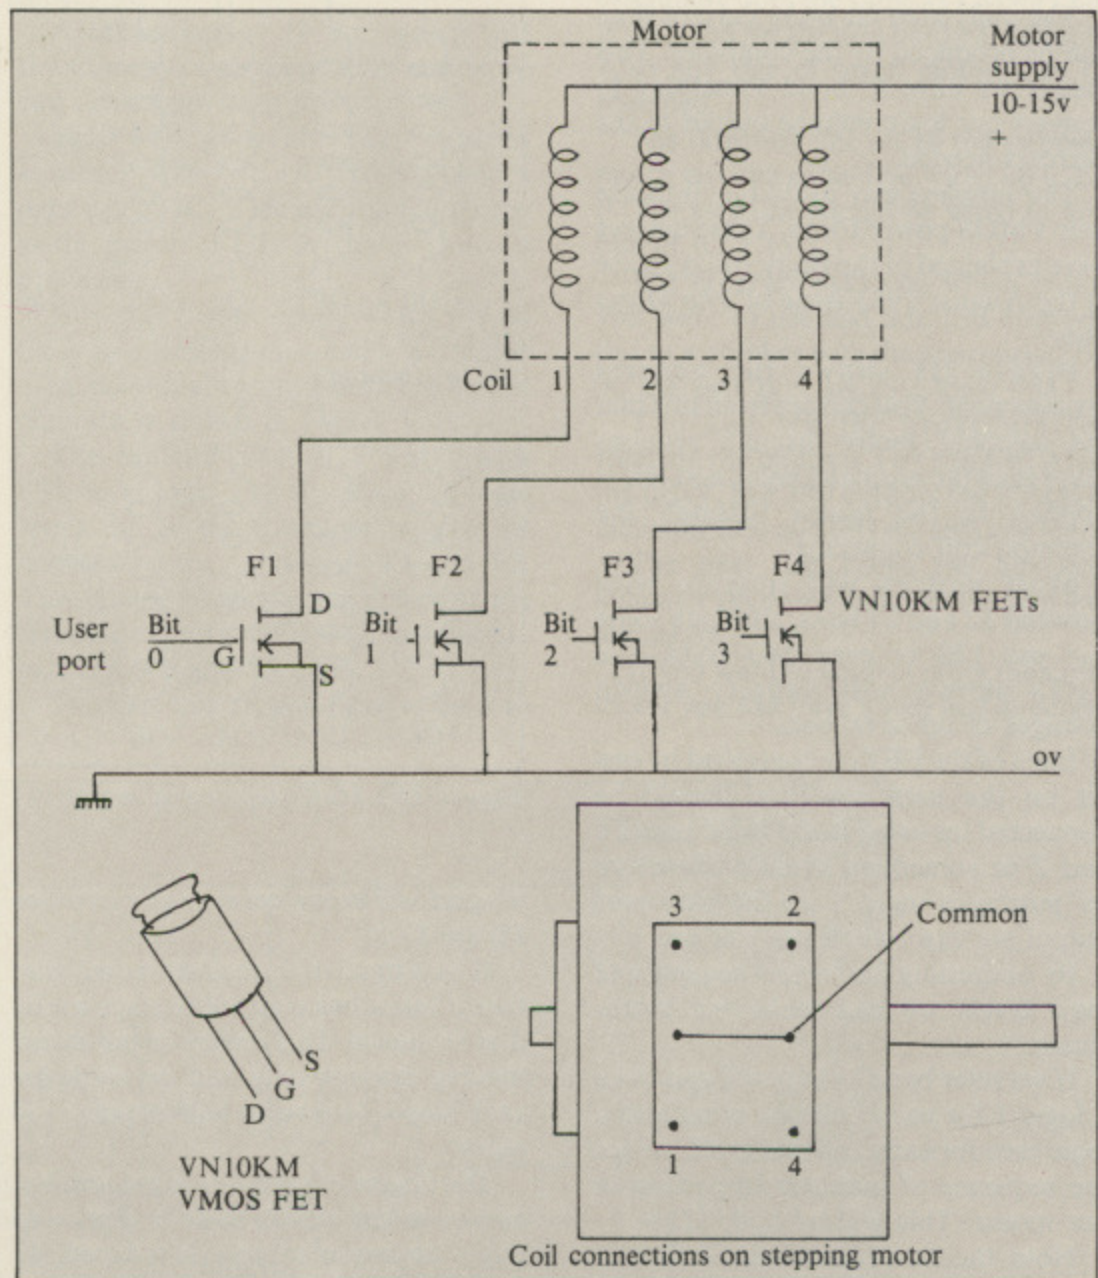 Motor
Motor
supply
10-15v
+
Coil 1 2 3 4
F1 F2 F3 F4
D
VN10KM FETs
User
port
Bit
0
G
S
Bit
1
Bit
2
Bit
3
ov
3 2
Common
1 4
S
G
D
VN10KM
VMOS FET
Coil connections on stepping motor